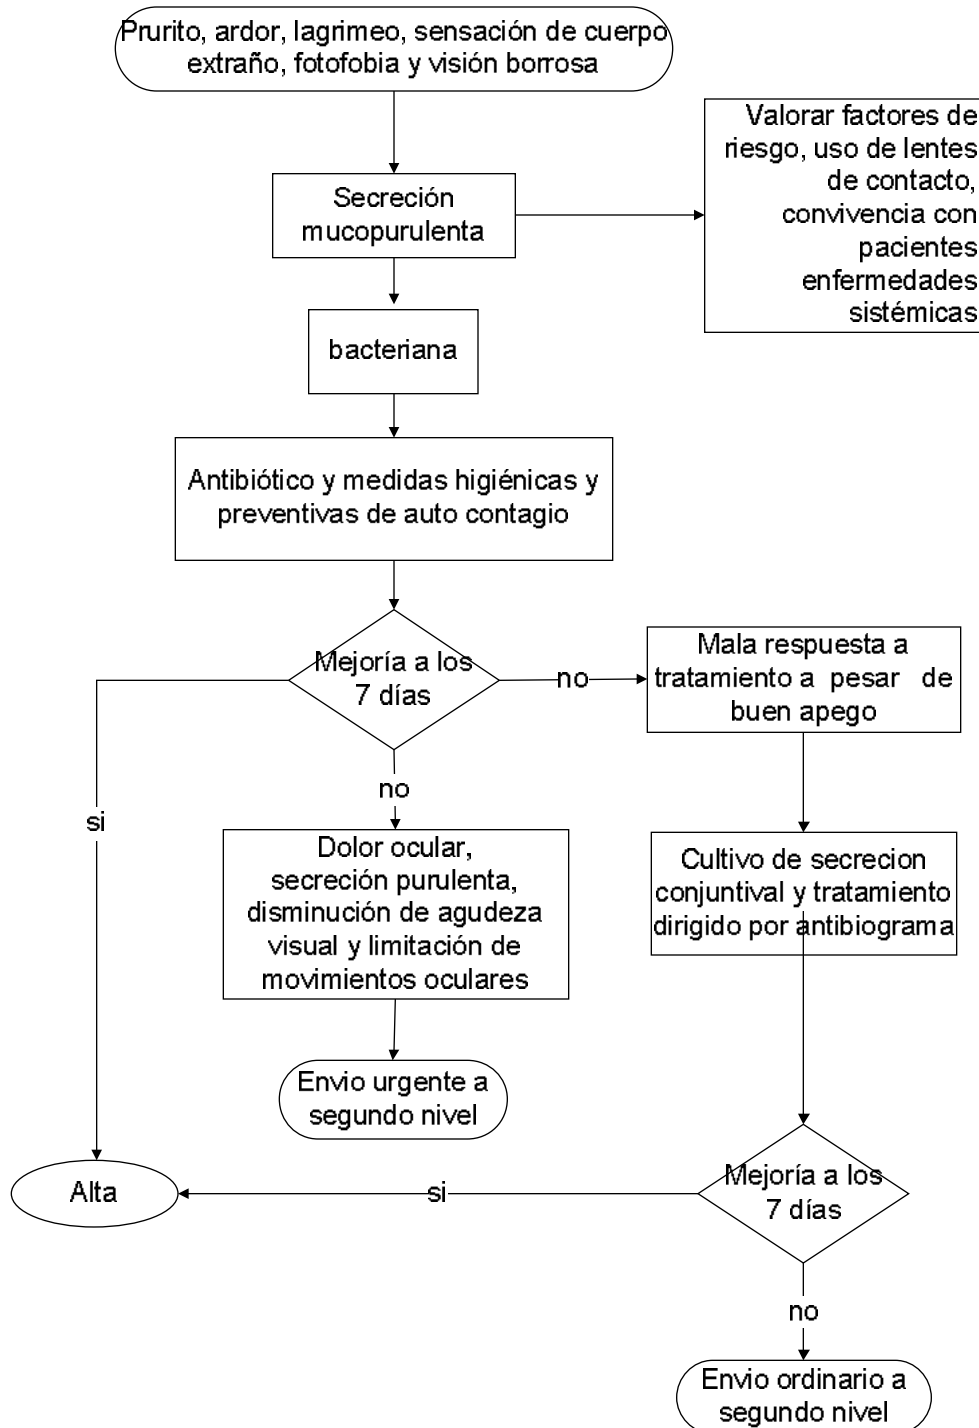 Prurito, ardor, lagrimeo, sensación de cuerpo
extraño, fotofobia y visión borrosa
Valorar factores de
riesgo, uso de lentes
de contacto,
convivencia con
pacientes
enfermedades
sistémicas
Secreción
mucopurulenta
bacteriana
Antibiótico y medidas higiénicas y
preventivas de auto contagio
Mejoría a los
7 días
no
Mala respuesta a
tratamiento a pesar de
buen apego
no
si
Dolor ocular,
secreción purulenta,
disminución de agudeza
visual y limitación de
movimientos oculares
Cultivo de secrecion
conjuntival y tratamiento
dirigido por antibiograma
Envio urgente a
segundo nivel
Mejoría a los
7 días
si
Alta
no
Envio ordinario a
segundo nivel